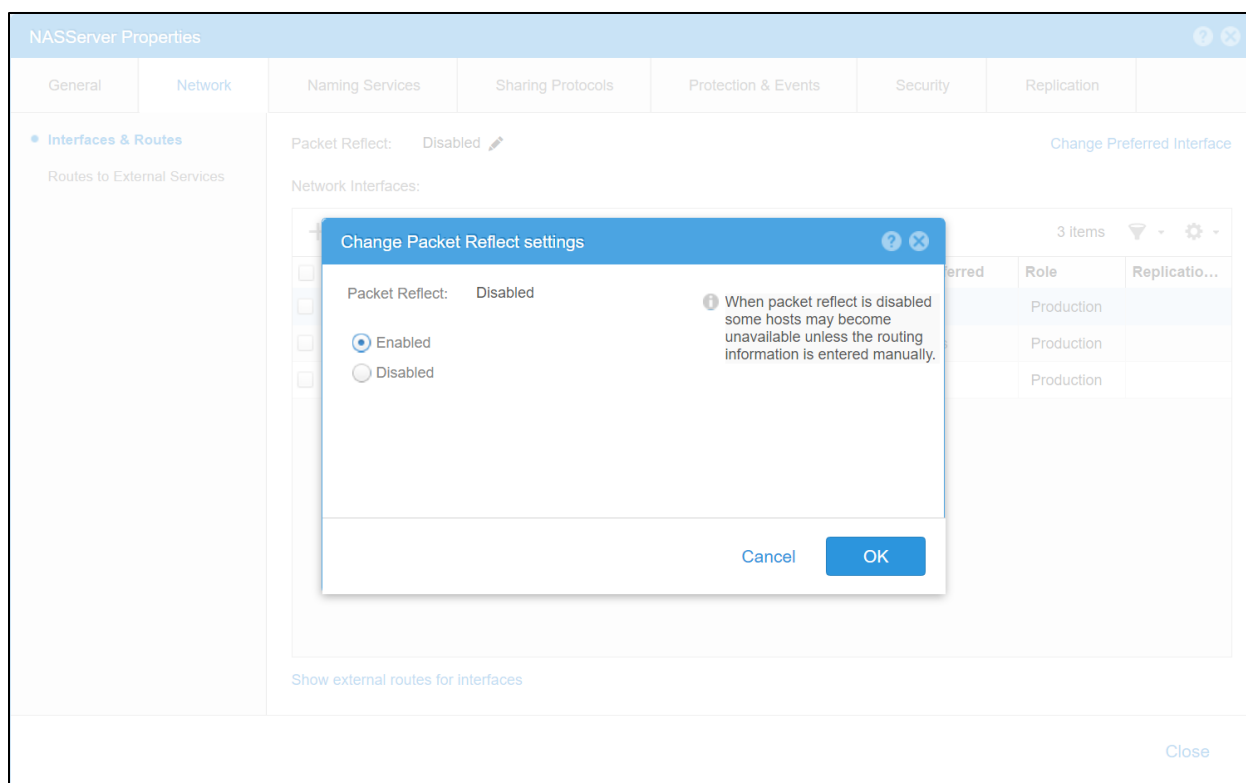 NASServer Properties
General
Network
Naming Services
Sharing Protocols
Protection & Events
Security
Replication
Interfaces & Routes
Routes to External Services
Packet Reflect: Disabled
Change Preferred Interface
Network Interfaces:
3 items
erred
Role
Replicatio...
Production
Production
Production
Change Packet Reflect settings
Packet Reflect: Disabled
Enabled
Disabled
When packet reflect is disabled
some hosts may become
unavailable unless the routing
information is entered manually.
Cancel
OK
Show external routes for interfaces
Close